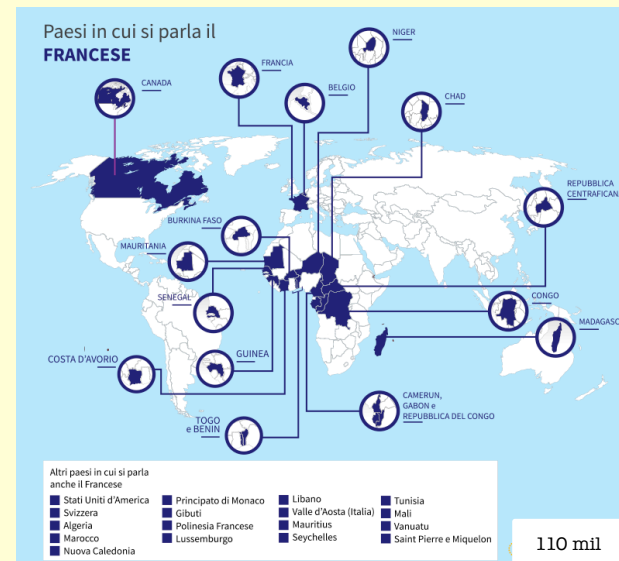 Paesi in cui si parla il
FRANCESE
NIGER
FRANCIA
CANADA
BELGIO
CHAD
REPUBBLICA
CENTRAFRICANA
BURKINA FASO
MAURITANIA
SENEGAL
CONGO
MADAGASC
COSTA D'AVORIO
GUINEA
CAMERUN,
GABON e
REPUBBLICA DEL CONGO
TOGO
e BENIN
Altri paesi in cui si parla
anche il Francese
Stati Uniti d'America
Svizzera
Algeria
Marocco
Nuova Caledonia
Principato di Monaco
Gibuti
Polinesia Francese
Lussemburgo
Libano
Valle d'Aosta (Italia)
Mauritius
Seychelles
Tunisia
Mali
Vanuatu
Saint Pierre e Miquelon
110 mil